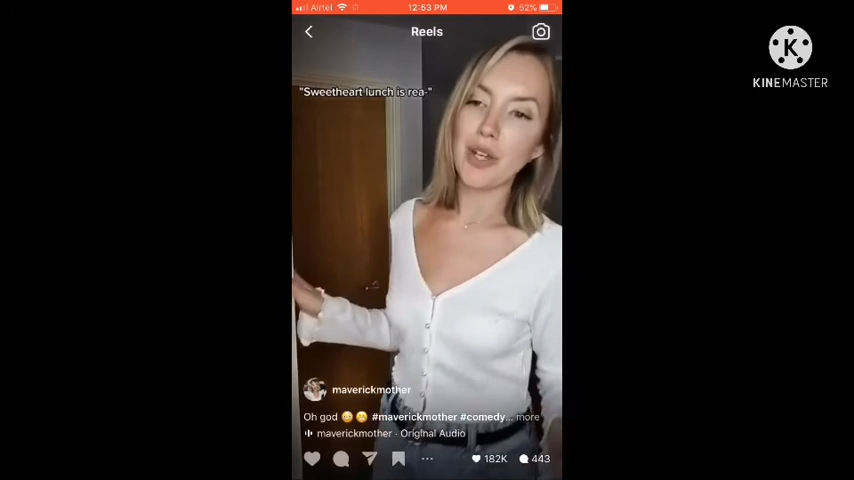 Airtel 12:53 PM 52%
Reels
"Sweetheart lunch is rea-"
K
KINEMASTER
maverickmother
Oh god 😳 🤭 #maverickmother #comedy... more
maverickmother · Original Audio
182K 443